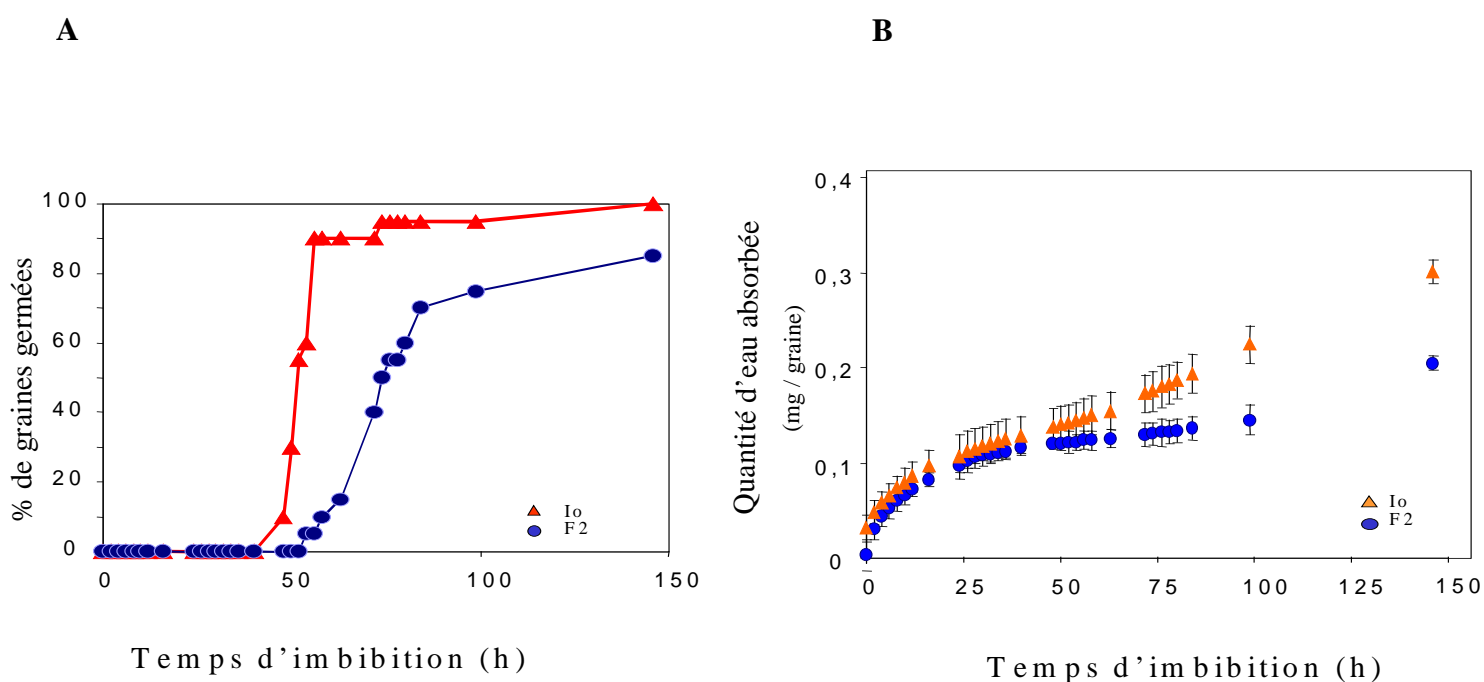 A
B
% de graines germées
100
80
60
40
20
0
0 50 100 150
Io
F2
Temps d'imbibition (h)
Quantité d'eau absorbée
(mg / graine)
0,4
0,3
0,2
0,1
0
0 25 50 75 100 125 150
Io
F2
Temps d'imbibition (h)